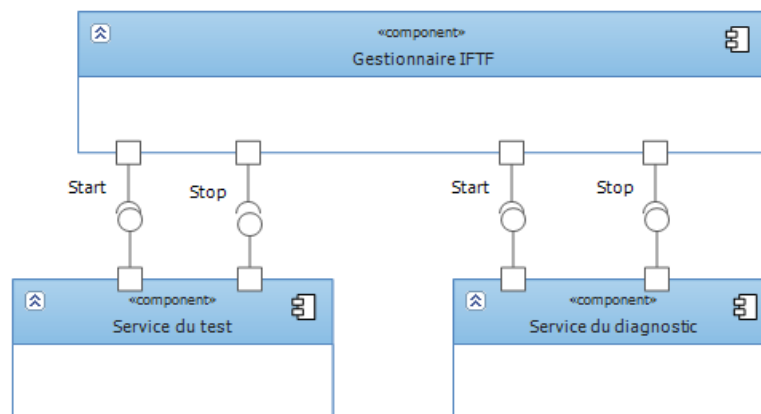 «component»
Gestionnaire IFTF
Start
Stop
Start
Stop
«component»
Service du test
«component»
Service du diagnostic